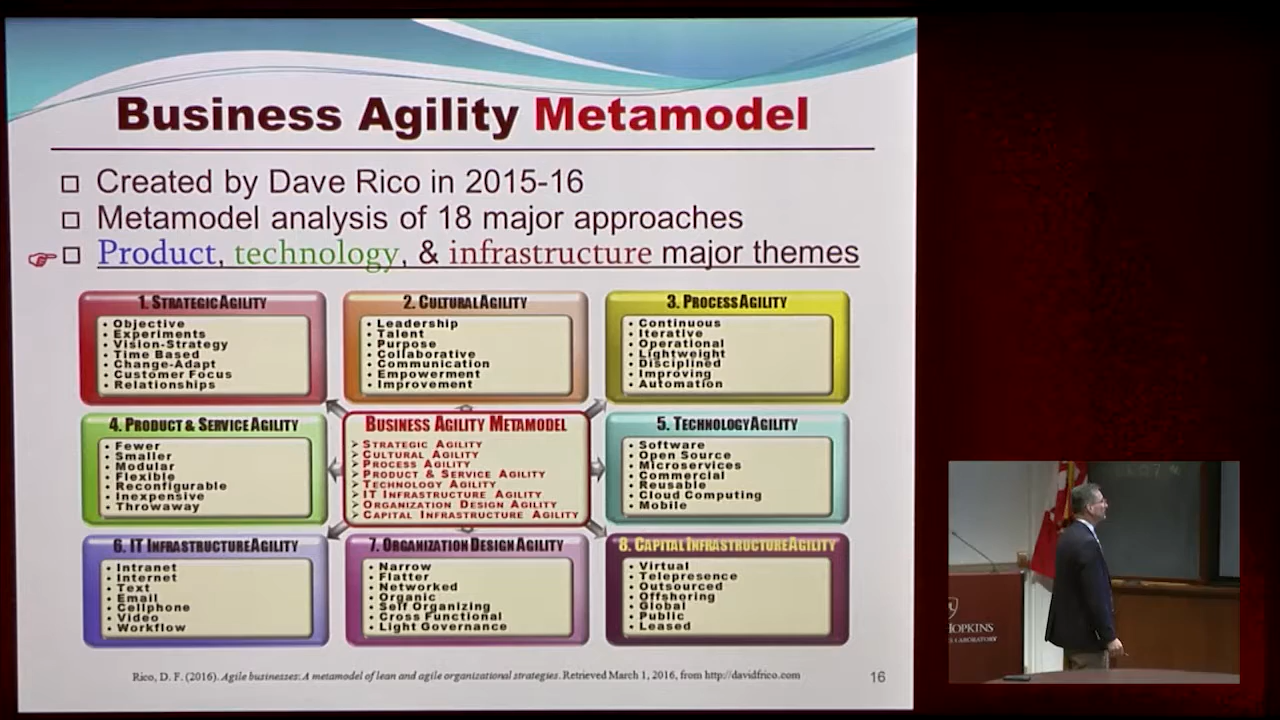 Business Agility Metamodel
Created by Dave Rico in 2015-16
Metamodel analysis of 18 major approaches
Product, technology, & infrastructure major themes
1. STRATEGIC AGILITY
• Objective
• Experiments
• Vision-Strategy
• Time Based
• Change-Adapt
• Customer Focus
• Relationships
2. CULTURAL AGILITY
• Leadership
• Talent
• Purpose
• Collaborative
• Communication
• Empowerment
• Improvement
3. PROCESS AGILITY
• Continuous
• Iterative
• Operational
• Lightweight
• Disciplined
• Improving
• Automation
4. PRODUCT & SERVICE AGILITY
• Fewer
• Smaller
• Modular
• Flexible
• Reconfigurable
• Inexpensive
• Throwaway
BUSINESS AGILITY METAMODEL
➢ STRATEGIC AGILITY
➢ CULTURAL AGILITY
➢ PROCESS AGILITY
➢ PRODUCT & SERVICE AGILITY
➢ TECHNOLOGY AGILITY
➢ IT INFRASTRUCTURE AGILITY
➢ ORGANIZATION DESIGN AGILITY
➢ CAPITAL INFRASTRUCTURE AGILITY
5. TECHNOLOGY AGILITY
• Software
• Open Source
• Microservices
• Commercial
• Reusable
• Cloud Computing
• Mobile
6. IT INFRASTRUCTURE AGILITY
• Intranet
• Internet
• Text
• Email
• Cellphone
• Video
• Workflow
7. ORGANIZATION DESIGN AGILITY
• Narrow
• Flatter
• Networked
• Organic
• Self Organizing
• Cross Functional
• Light Governance
8. CAPITAL INFRASTRUCTURE AGILITY
• Virtual
• Telepresence
• Outsourced
• Offshoring
• Global
• Public
• Leased
Rico, D. F. (2016). Agile businesses: A metamodel of lean and agile organizational strategies. Retrieved March 1, 2016, from http://davidfrico.com
16
HOPKINS
LABORATORY